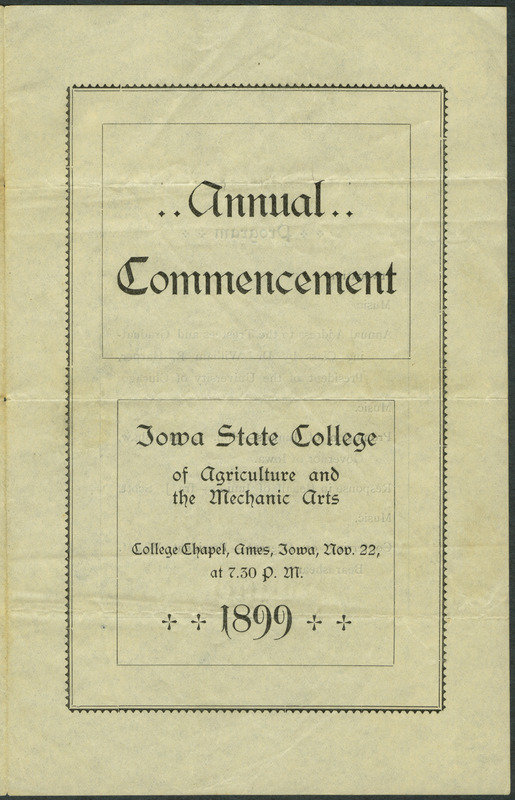 ..Annual..
Commencement
Iowa State College
of Agriculture and
the Mechanic Arts
College Chapel, Ames, Iowa, Nov. 22,
at 7.30 P. M.
1899